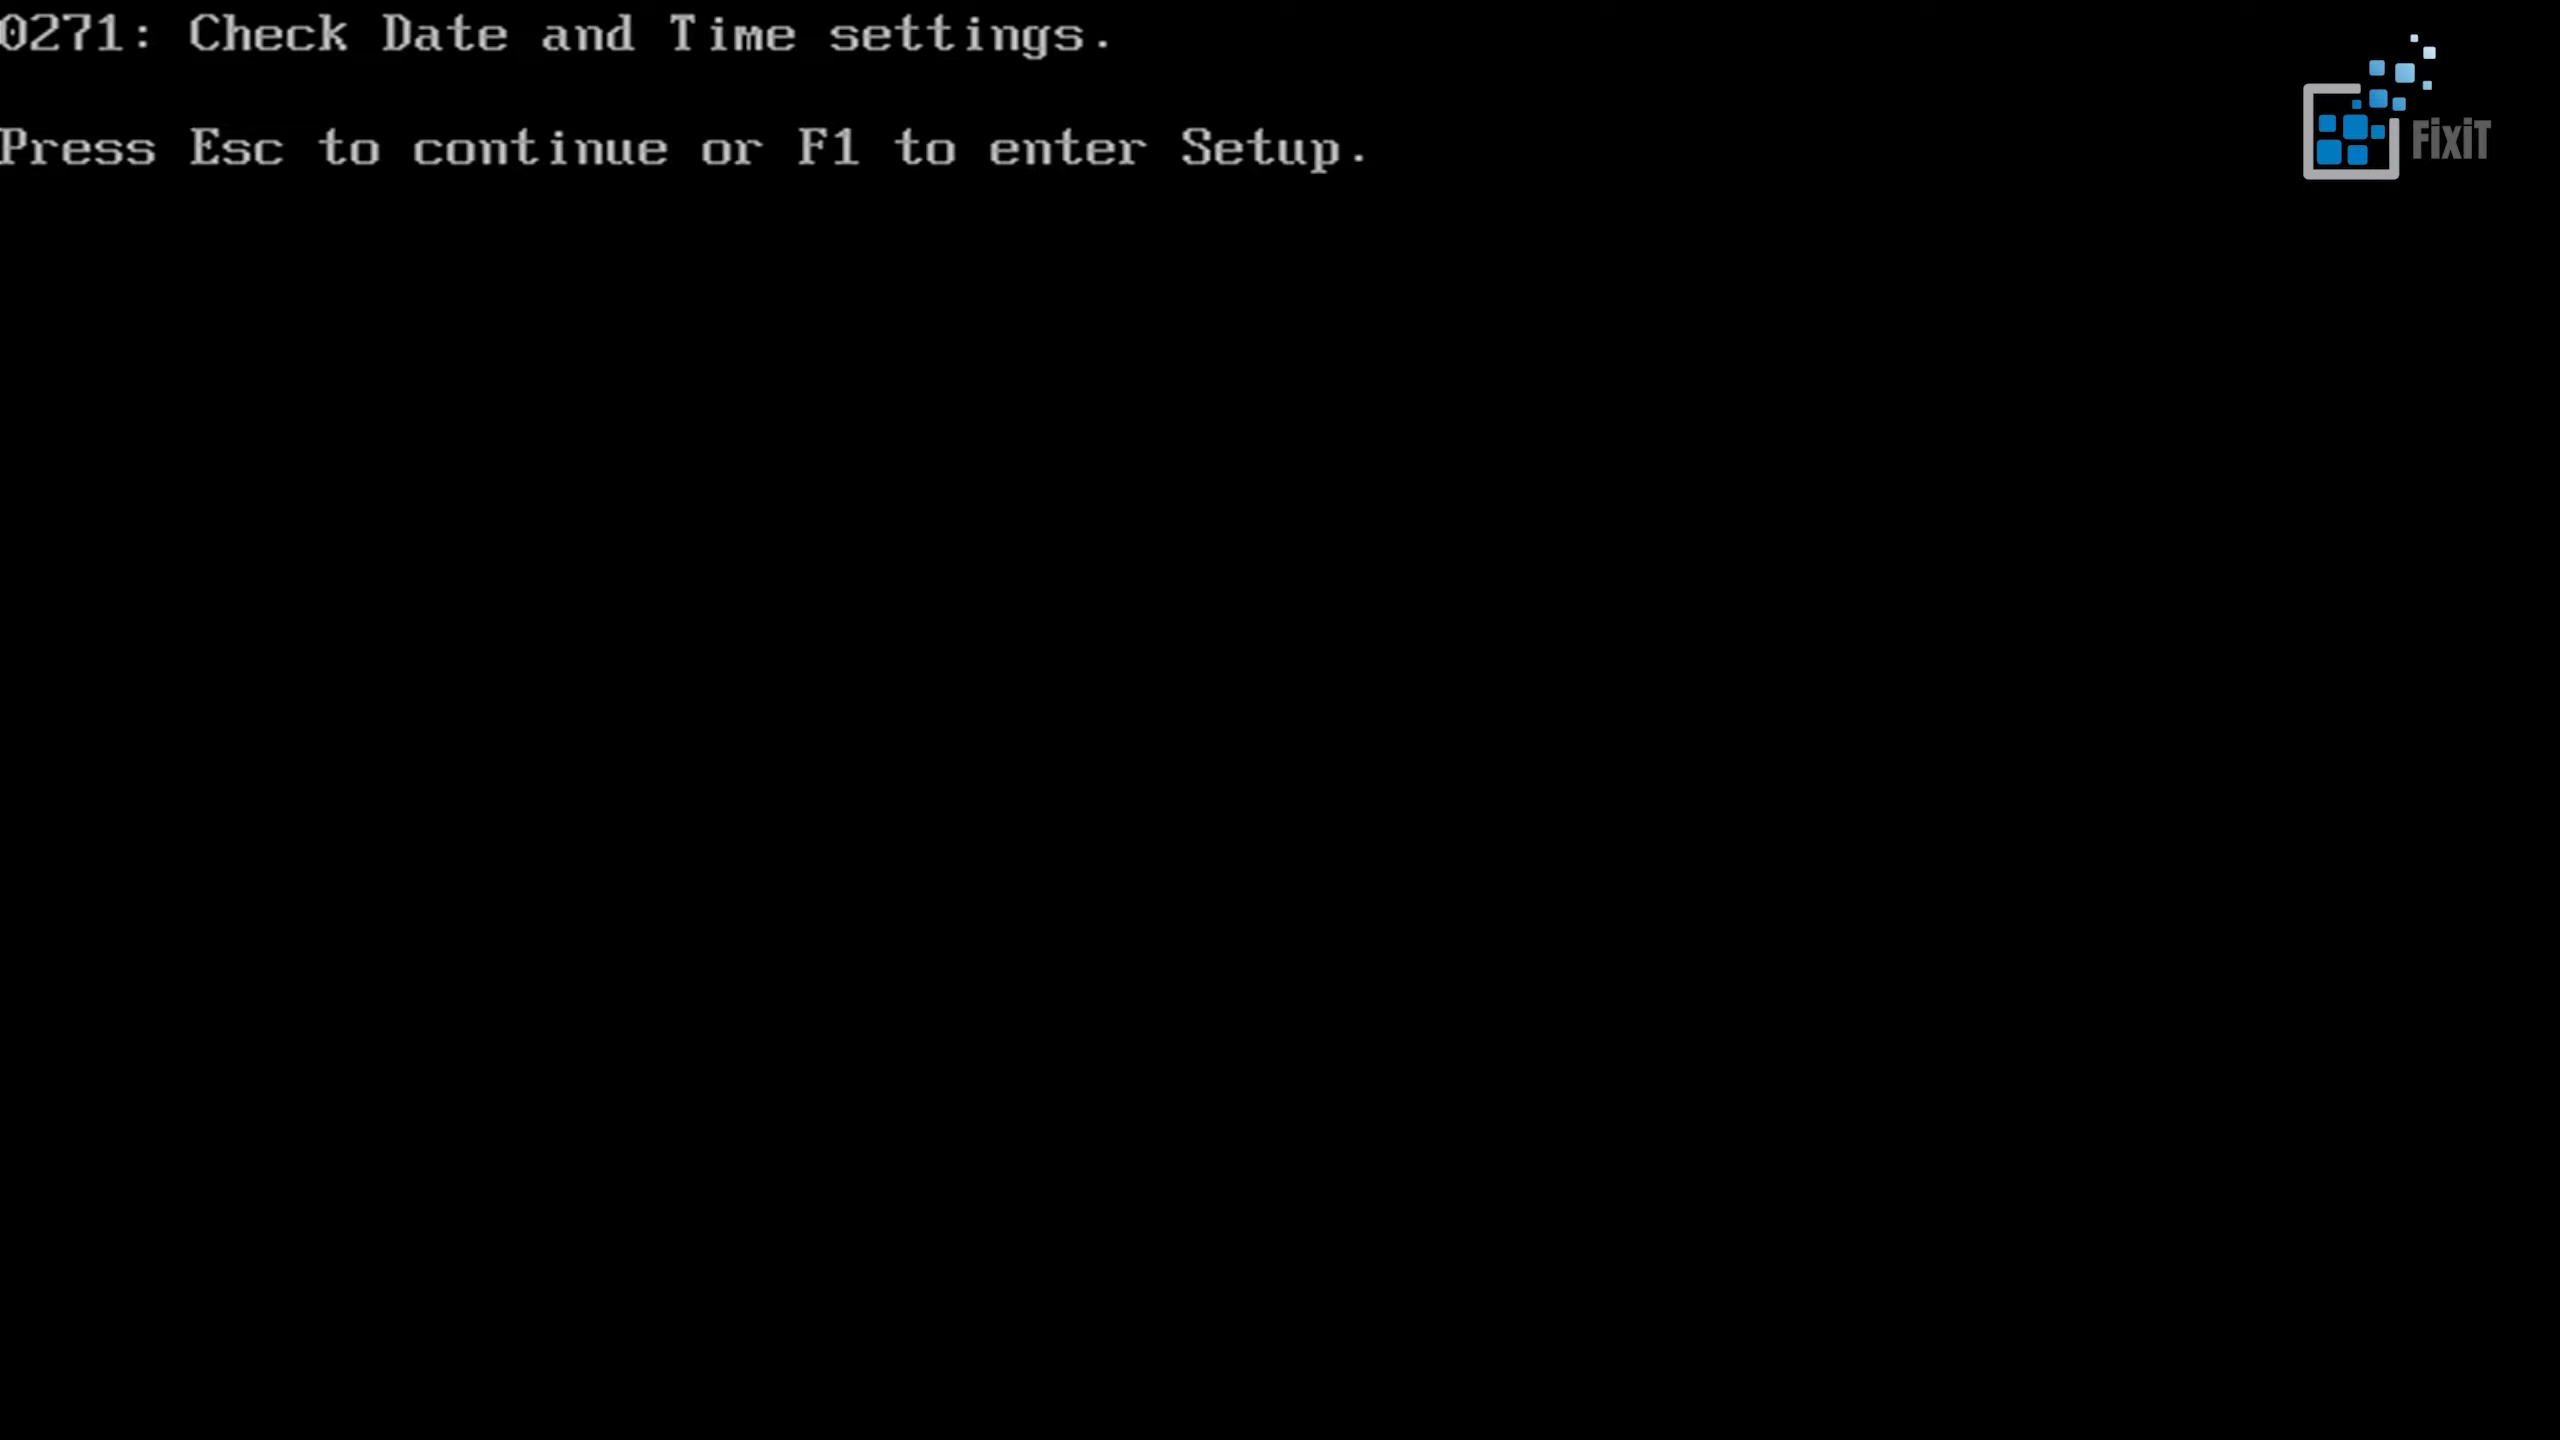 0271: Check Date and Time settings.
Press Esc to continue or F1 to enter Setup.
FixiT